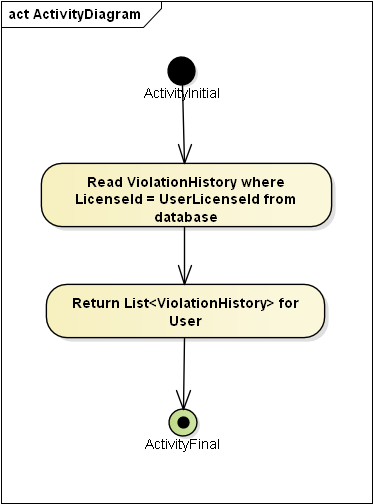 act ActivityDiagram
ActivityInitial
Read ViolationHistory where
LicenseId = UserLicenseId from
database
Return List<ViolationHistory> for
User
ActivityFinal